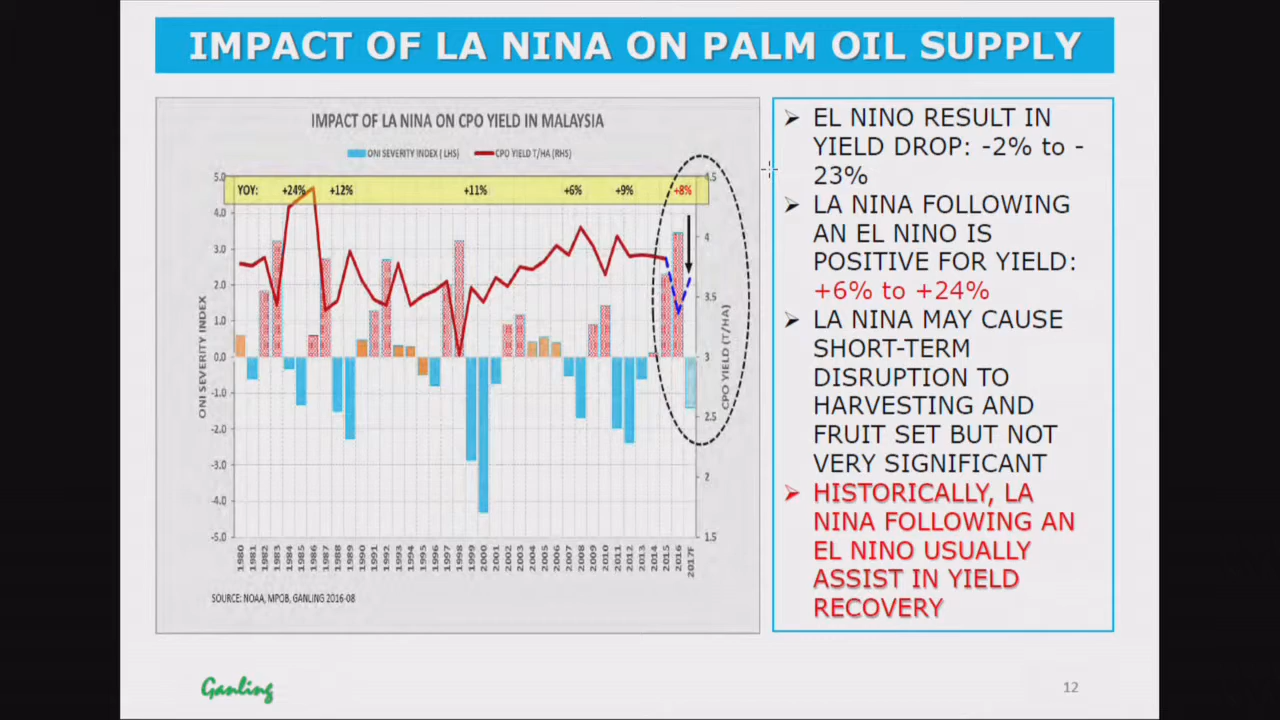 IMPACT OF LA NINA ON PALM OIL SUPPLY
IMPACT OF LA NINA ON CPO YIELD IN MALAYSIA
ONI SEVERITY INDEX ( LHS)
CPO YIELD T/HA (RHS)
YOY: +24% +12% +11% +6% +9% +8%
5.0
4.0
3.0
2.0
1.0
0.0
-1.0
-2.0
-3.0
-4.0
-5.0
ONI SEVERITY INDEX
4.5
4
3.5
3
2.5
2
1.5
CPO YIELD (T/HA)
1980 1981 1982 1983 1984 1985 1986 1987 1988 1989 1990 1991 1992 1993 1994 1995 1996 1997 1998 1999 2000 2001 2002 2003 2004 2005 2006 2007 2008 2009 2010 2011 2012 2013 2014 2015 2016 2017F
SOURCE: NOAA, MPOB, GANLING 2016-08
➢ EL NINO RESULT IN
YIELD DROP: -2% to -
23%
➢ LA NINA FOLLOWING
AN EL NINO IS
POSITIVE FOR YIELD:
+6% to +24%
➢ LA NINA MAY CAUSE
SHORT-TERM
DISRUPTION TO
HARVESTING AND
FRUIT SET BUT NOT
VERY SIGNIFICANT
➢ HISTORICALLY, LA
NINA FOLLOWING AN
EL NINO USUALLY
ASSIST IN YIELD
RECOVERY
Ganling
12